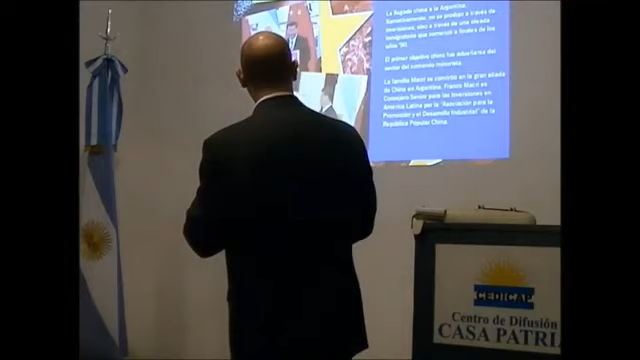 La llegada china a la Argentina,
llamativamente, no se produjo a través de
inversiones, sino a través de una oleada
inmigratoria que comenzó a finales de los
años '90.
El primer objetivo chino fue adueñarse del
sector del comercio minorista.
La familia Macri se convirtió en la gran aliada
de China en Argentina. Franco Macri es
Consejero Senior para las Inversiones en
América Latina por la "Asociación para la
Promoción y el Desarrollo Industrial" de la
República Popular China.
CEDICAP
Centro de Difusión
CASA PATRI